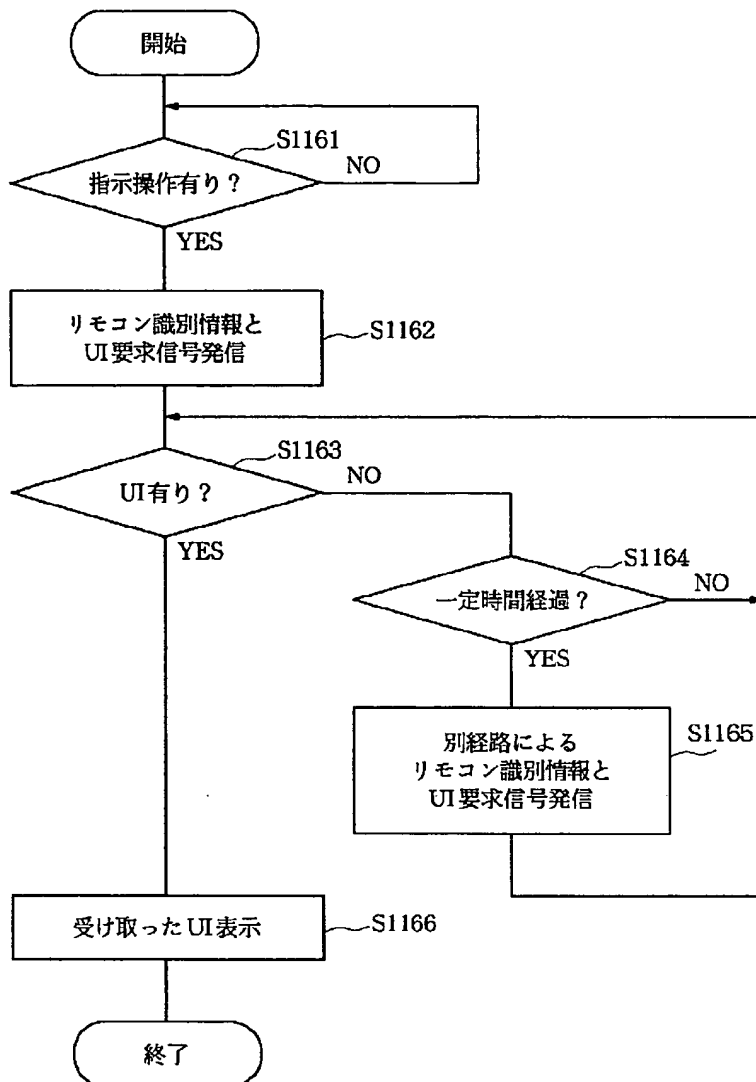 開始
S1161
指示操作有り？
NO
YES
リモコン識別情報と
UI要求信号発信
S1162
S1163
UI有り？
NO
YES
S1164
一定時間経過？
NO
YES
別経路による
リモコン識別情報と
UI要求信号発信
S1165
受け取ったUI表示
S1166
終了